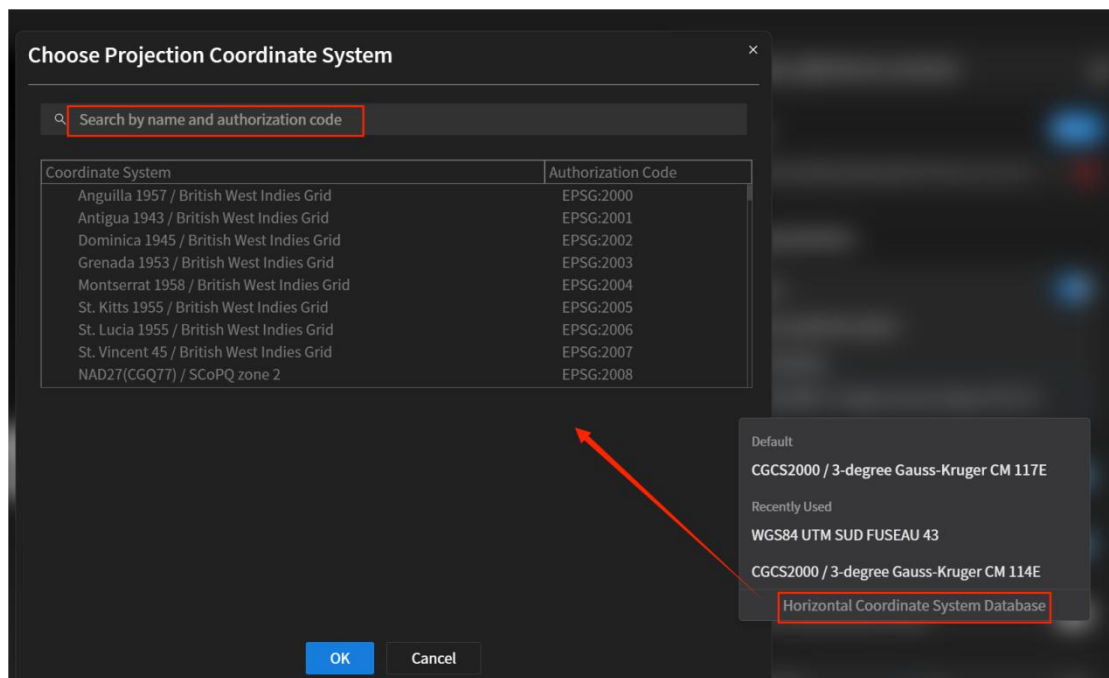 Choose Projection Coordinate System
Search by name and authorization code
Coordinate System Authorization Code
Anguilla 1957 / British West Indies Grid EPSG:2000
Antigua 1943 / British West Indies Grid EPSG:2001
Dominica 1945 / British West Indies Grid EPSG:2002
Grenada 1953 / British West Indies Grid EPSG:2003
Montserrat 1958 / British West Indies Grid EPSG:2004
St. Kitts 1955 / British West Indies Grid EPSG:2005
St. Lucia 1955 / British West Indies Grid EPSG:2006
St. Vincent 45 / British West Indies Grid EPSG:2007
NAD27(CGQ77) / SCoPQ zone 2 EPSG:2008
Default
CGCS2000 / 3-degree Gauss-Kruger CM 117E
Recently Used
WGS84 UTM SUD FUSEAU 43
CGCS2000 / 3-degree Gauss-Kruger CM 114E
Horizontal Coordinate System Database
OK Cancel